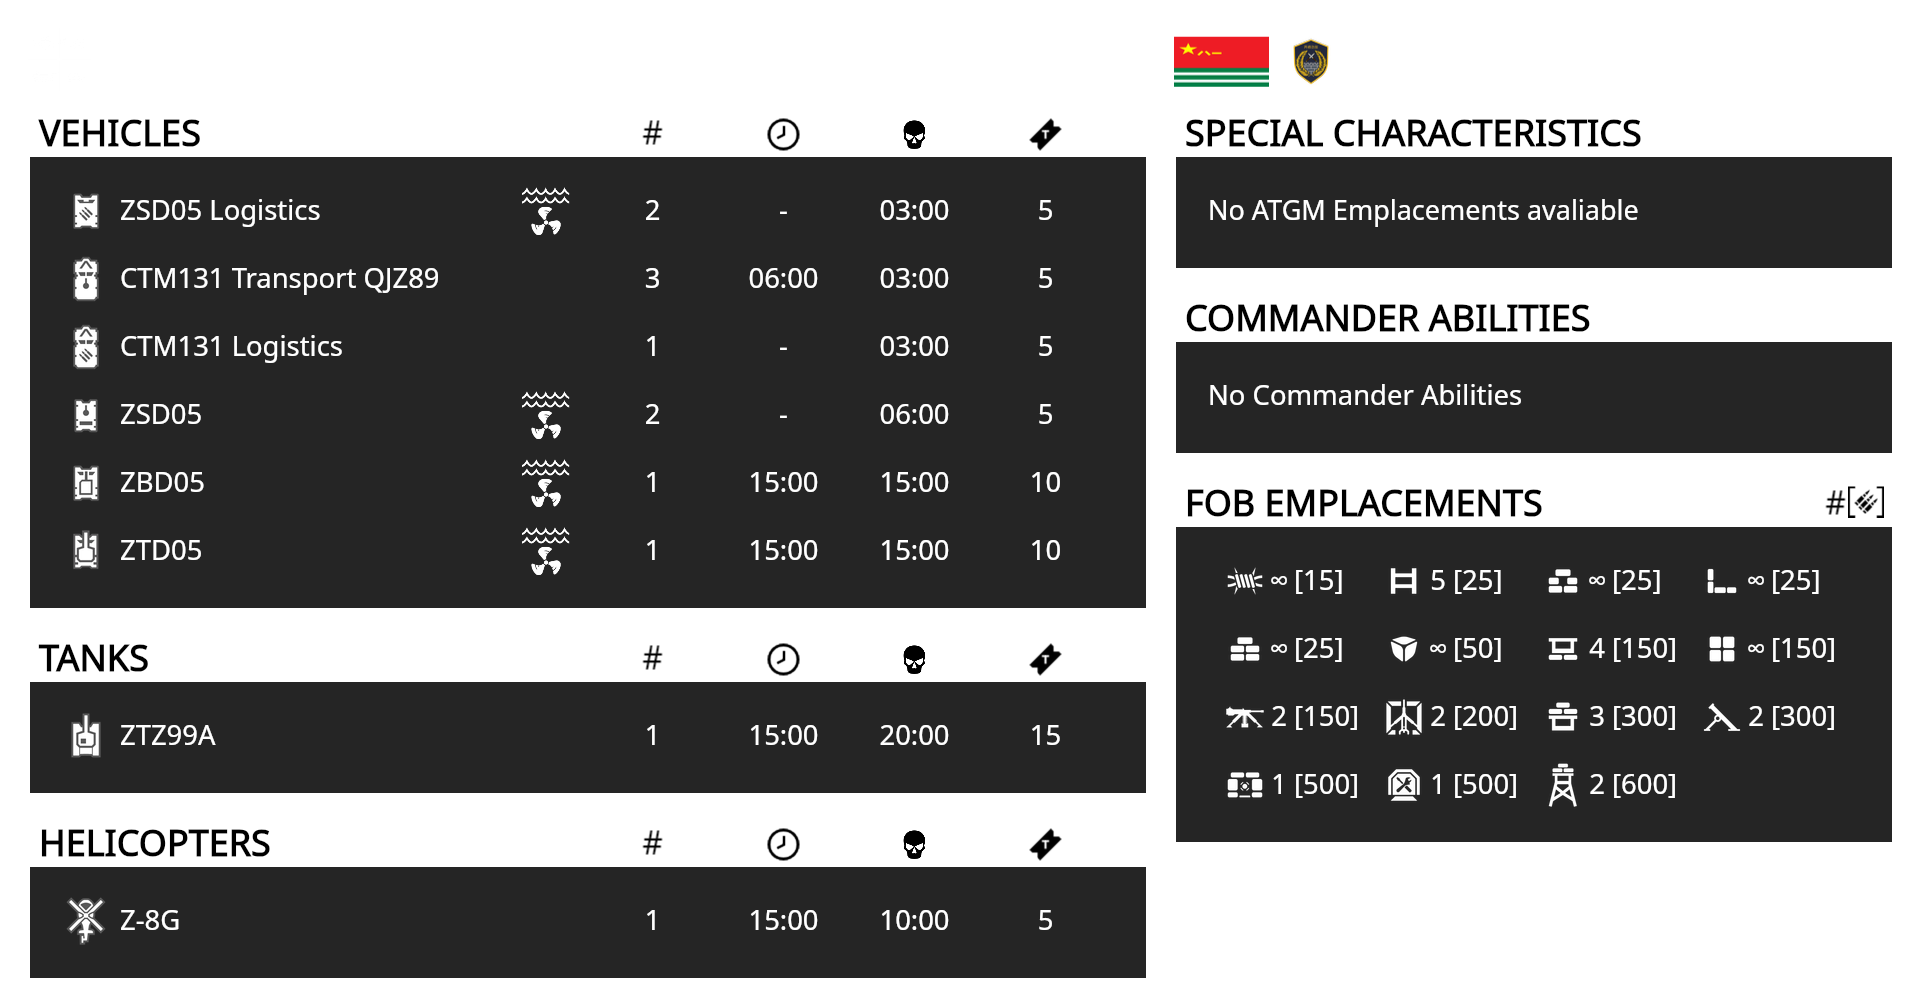 VEHICLES #
ZSD05 Logistics 2 - 03:00 5
CTM131 Transport QJZ89 3 06:00 03:00 5
CTM131 Logistics 1 - 03:00 5
ZSD05 2 - 06:00 5
ZBD05 1 15:00 15:00 10
ZTD05 1 15:00 15:00 10
TANKS #
ZTZ99A 1 15:00 20:00 15
HELICOPTERS #
Z-8G 1 15:00 10:00 5
SPECIAL CHARACTERISTICS
No ATGM Emplacements avaliable
COMMANDER ABILITIES
No Commander Abilities
FOB EMPLACEMENTS #[ ]
∞ [15] 5 [25] ∞ [25] ∞ [25]
∞ [25] ∞ [50] 4 [150] ∞ [150]
2 [150] 2 [200] 3 [300] 2 [300]
1 [500] 1 [500] 2 [600]